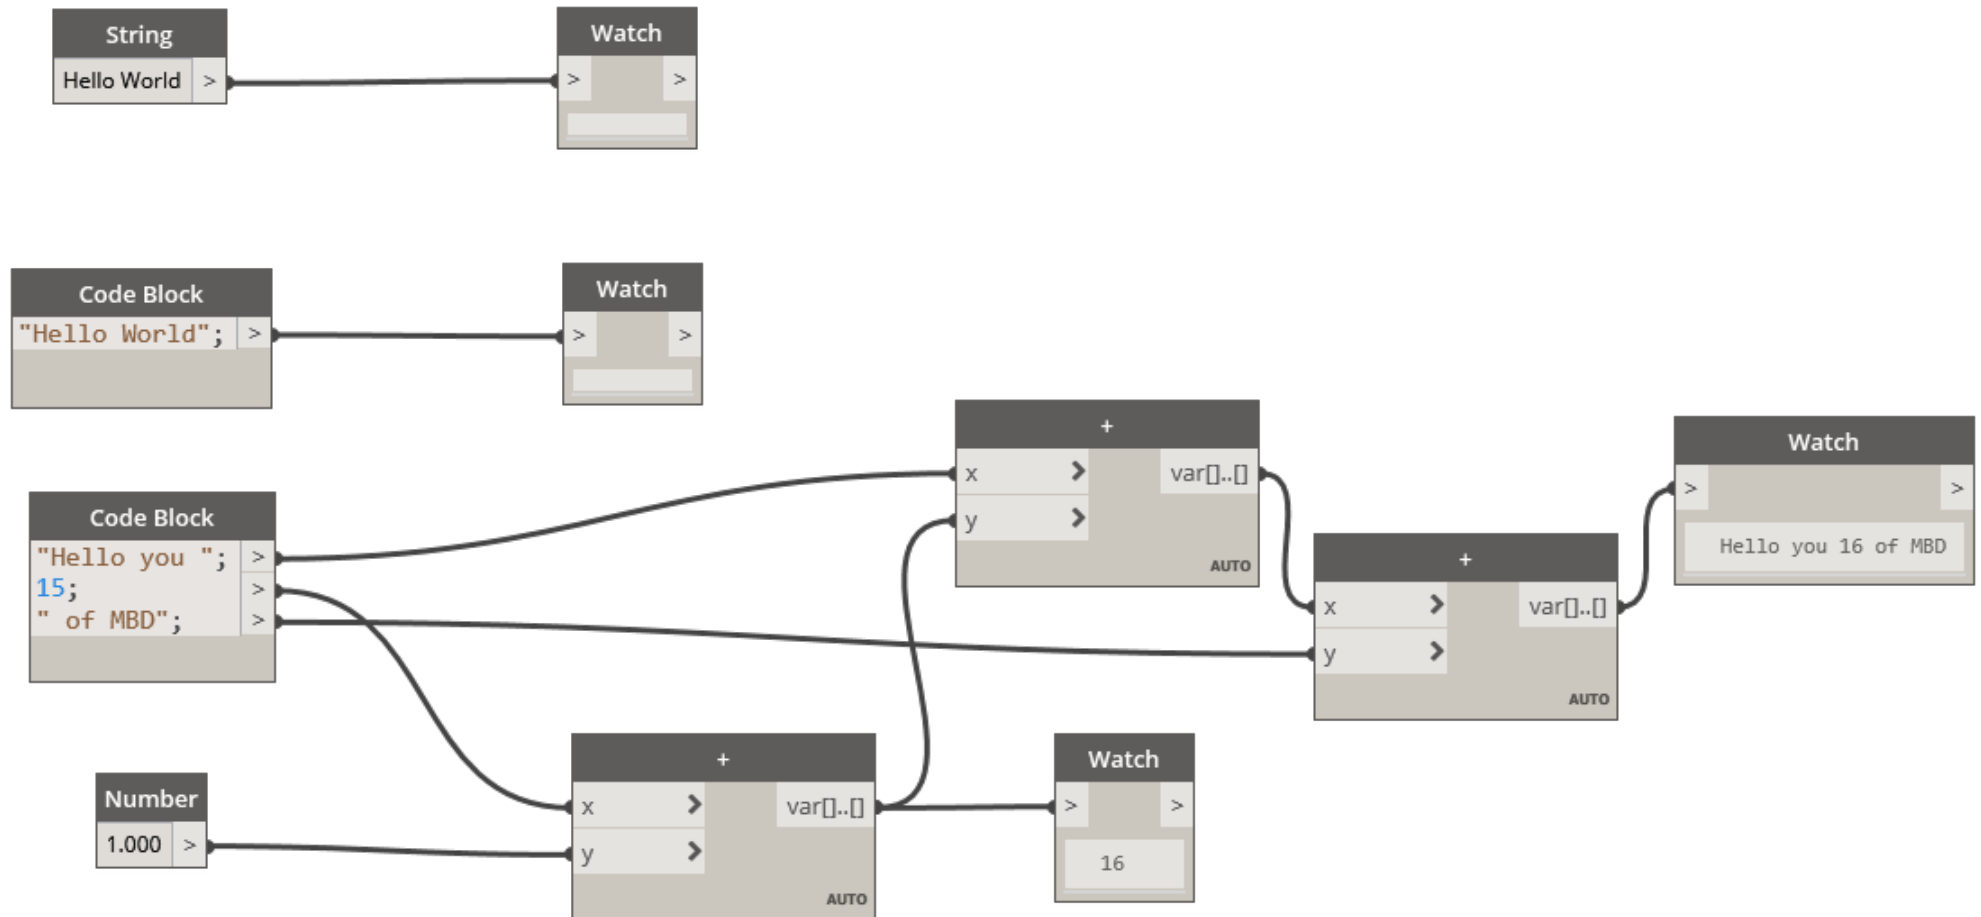 String
Hello World >
Watch
> >
Code Block
"Hello World"; >
Watch
> >
Code Block
"Hello you "; >
15; >
" of MBD"; >
Number
1.000 >
+
x > var[]..[]
y >
AUTO
Watch
> >
16
+
x > var[]..[]
y >
AUTO
+
x > var[]..[]
y >
AUTO
Watch
> >
Hello you 16 of MBD